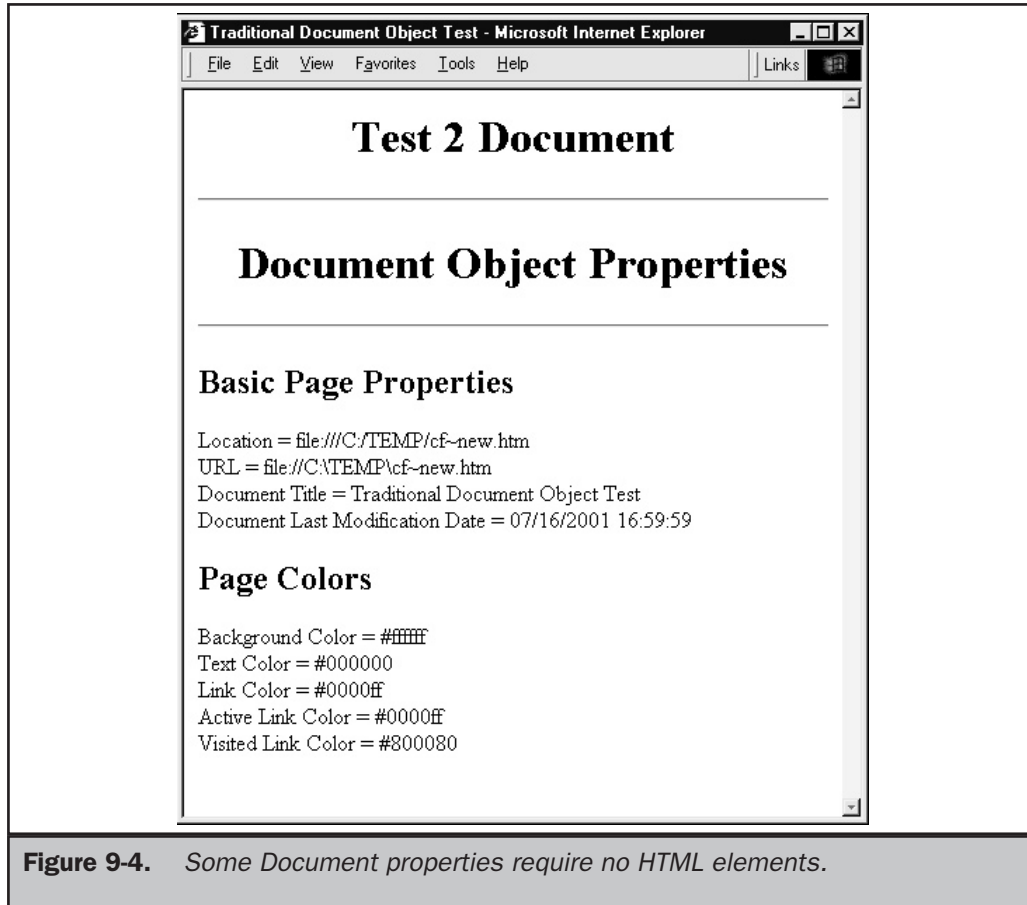 Traditional Document Object Test - Microsoft Internet Explorer
File Edit View Favorites Tools Help Links
Test 2 Document
Document Object Properties
Basic Page Properties
Location = file:///C:/TEMP/cf~new.htm
URL = file://C:\TEMP\cf~new.htm
Document Title = Traditional Document Object Test
Document Last Modification Date = 07/16/2001 16:59:59
Page Colors
Background Color = #ffffff
Text Color = #000000
Link Color = #0000ff
Active Link Color = #0000ff
Visited Link Color = #800080
Figure 9-4. Some Document properties require no HTML elements.